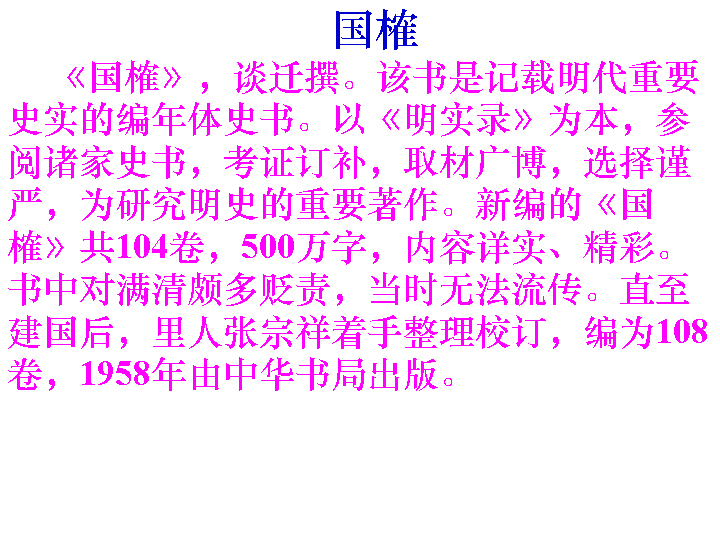 国榷
《国榷》，谈迁撰。该书是记载明代重要
史实的编年体史书。以《明实录》为本，参
阅诸家史书，考证订补，取材广博，选择谨
严，为研究明史的重要著作。新编的《国
榷》共104卷，500万字，内容详实、精彩。
书中对满清颇多贬责，当时无法流传。直至
建国后，里人张宗祥着手整理校订，编为108
卷，1958年由中华书局出版。